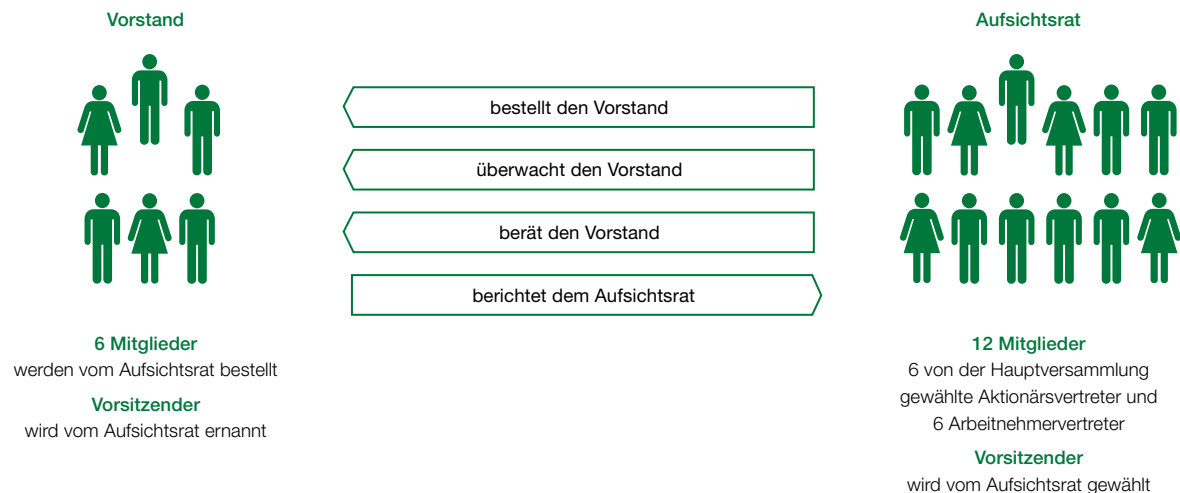 Vorstand
Aufsichtsrat
bestellt den Vorstand
überwacht den Vorstand
berät den Vorstand
berichtet dem Aufsichtsrat
6 Mitglieder
werden vom Aufsichtsrat bestellt
Vorsitzender
wird vom Aufsichtsrat ernannt
12 Mitglieder
6 von der Hauptversammlung
gewählte Aktionärsvertreter und
6 Arbeitnehmervertreter
Vorsitzender
wird vom Aufsichtsrat gewählt